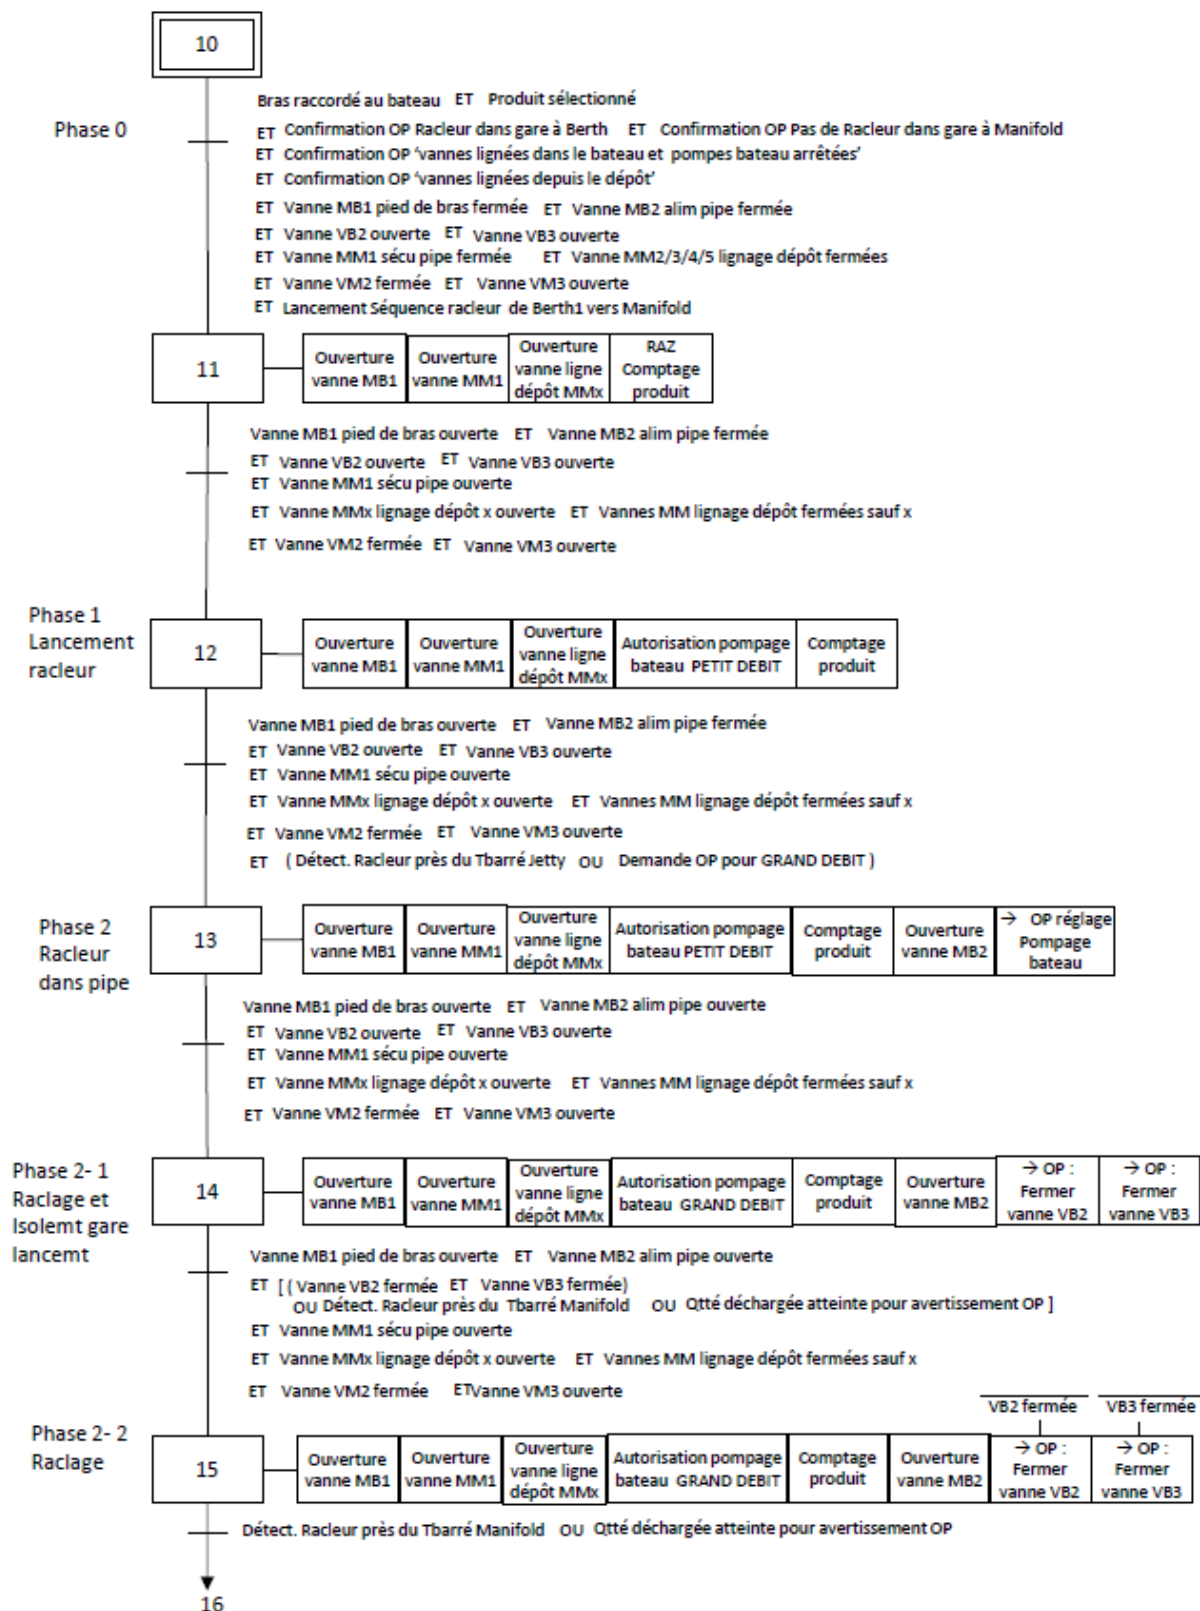 10
Phase 0
Bras raccordé au bateau ET Produit sélectionné
ET Confirmation OP Racleur dans gare à Berth ET Confirmation OP Pas de Racleur dans gare à Manifold
ET Confirmation OP 'vannes lignées dans le bateau et pompes bateau arrêtées'
ET Confirmation OP 'vannes lignées depuis le dépôt'
ET Vanne MB1 pied de bras fermée ET Vanne MB2 alim pipe fermée
ET Vanne VB2 ouverte ET Vanne VB3 ouverte
ET Vanne MM1 sécu pipe fermée ET Vanne MM2/3/4/5 lignage dépôt fermées
ET Vanne VM2 fermée ET Vanne VM3 ouverte
ET Lancement Séquence racleur de Berth1 vers Manifold
11
Ouverture
vanne MB1
Ouverture
vanne MM1
Ouverture
vanne ligne
dépôt MMx
RAZ
Comptage
produit
Vanne MB1 pied de bras ouverte ET Vanne MB2 alim pipe fermée
ET Vanne VB2 ouverte ET Vanne VB3 ouverte
ET Vanne MM1 sécu pipe ouverte
ET Vanne MMx lignage dépôt x ouverte ET Vannes MM lignage dépôt fermées sauf x
ET Vanne VM2 fermée ET Vanne VM3 ouverte
Phase 1
Lancement
racleur
12
Ouverture
vanne MB1
Ouverture
vanne MM1
Ouverture
vanne ligne
dépôt MMx
Autorisation pompage
bateau PETIT DEBIT
Comptage
produit
Vanne MB1 pied de bras ouverte ET Vanne MB2 alim pipe fermée
ET Vanne VB2 ouverte ET Vanne VB3 ouverte
ET Vanne MM1 sécu pipe ouverte
ET Vanne MMx lignage dépôt x ouverte ET Vannes MM lignage dépôt fermées sauf x
ET Vanne VM2 fermée ET Vanne VM3 ouverte
ET ( Détect. Racleur près du Tbarré Jetty OU Demande OP pour GRAND DEBIT )
Phase 2
Racleur
dans pipe
13
Ouverture
vanne MB1
Ouverture
vanne MM1
Ouverture
vanne ligne
dépôt MMx
Autorisation pompage
bateau PETIT DEBIT
Comptage
produit
Ouverture
vanne MB2
→ OP réglage
Pompage
bateau
Vanne MB1 pied de bras ouverte ET Vanne MB2 alim pipe ouverte
ET Vanne VB2 ouverte ET Vanne VB3 ouverte
ET Vanne MM1 sécu pipe ouverte
ET Vanne MMx lignage dépôt x ouverte ET Vannes MM lignage dépôt fermées sauf x
ET Vanne VM2 fermée ET Vanne VM3 ouverte
Phase 2- 1
Raclage et
Isolemt gare
lancemt
14
Ouverture
vanne MB1
Ouverture
vanne MM1
Ouverture
vanne ligne
dépôt MMx
Autorisation pompage
bateau GRAND DEBIT
Comptage
produit
Ouverture
vanne MB2
→ OP :
Fermer
vanne VB2
→ OP :
Fermer
vanne VB3
Vanne MB1 pied de bras ouverte ET Vanne MB2 alim pipe ouverte
ET [ ( Vanne VB2 fermée ET Vanne VB3 fermée)
OU Détect. Racleur près du Tbarré Manifold OU Qtté déchargée atteinte pour avertissement OP ]
ET Vanne MM1 sécu pipe ouverte
ET Vanne MMx lignage dépôt x ouverte ET Vannes MM lignage dépôt fermées sauf x
ET Vanne VM2 fermée ETVanne VM3 ouverte
Phase 2- 2
Raclage
15
VB2 fermée
VB3 fermée
Ouverture
vanne MB1
Ouverture
vanne MM1
Ouverture
vanne ligne
dépôt MMx
Autorisation pompage
bateau GRAND DEBIT
Comptage
produit
Ouverture
vanne MB2
→ OP :
Fermer
vanne VB2
→ OP :
Fermer
vanne VB3
Détect. Racleur près du Tbarré Manifold OU Qtté déchargée atteinte pour avertissement OP
16